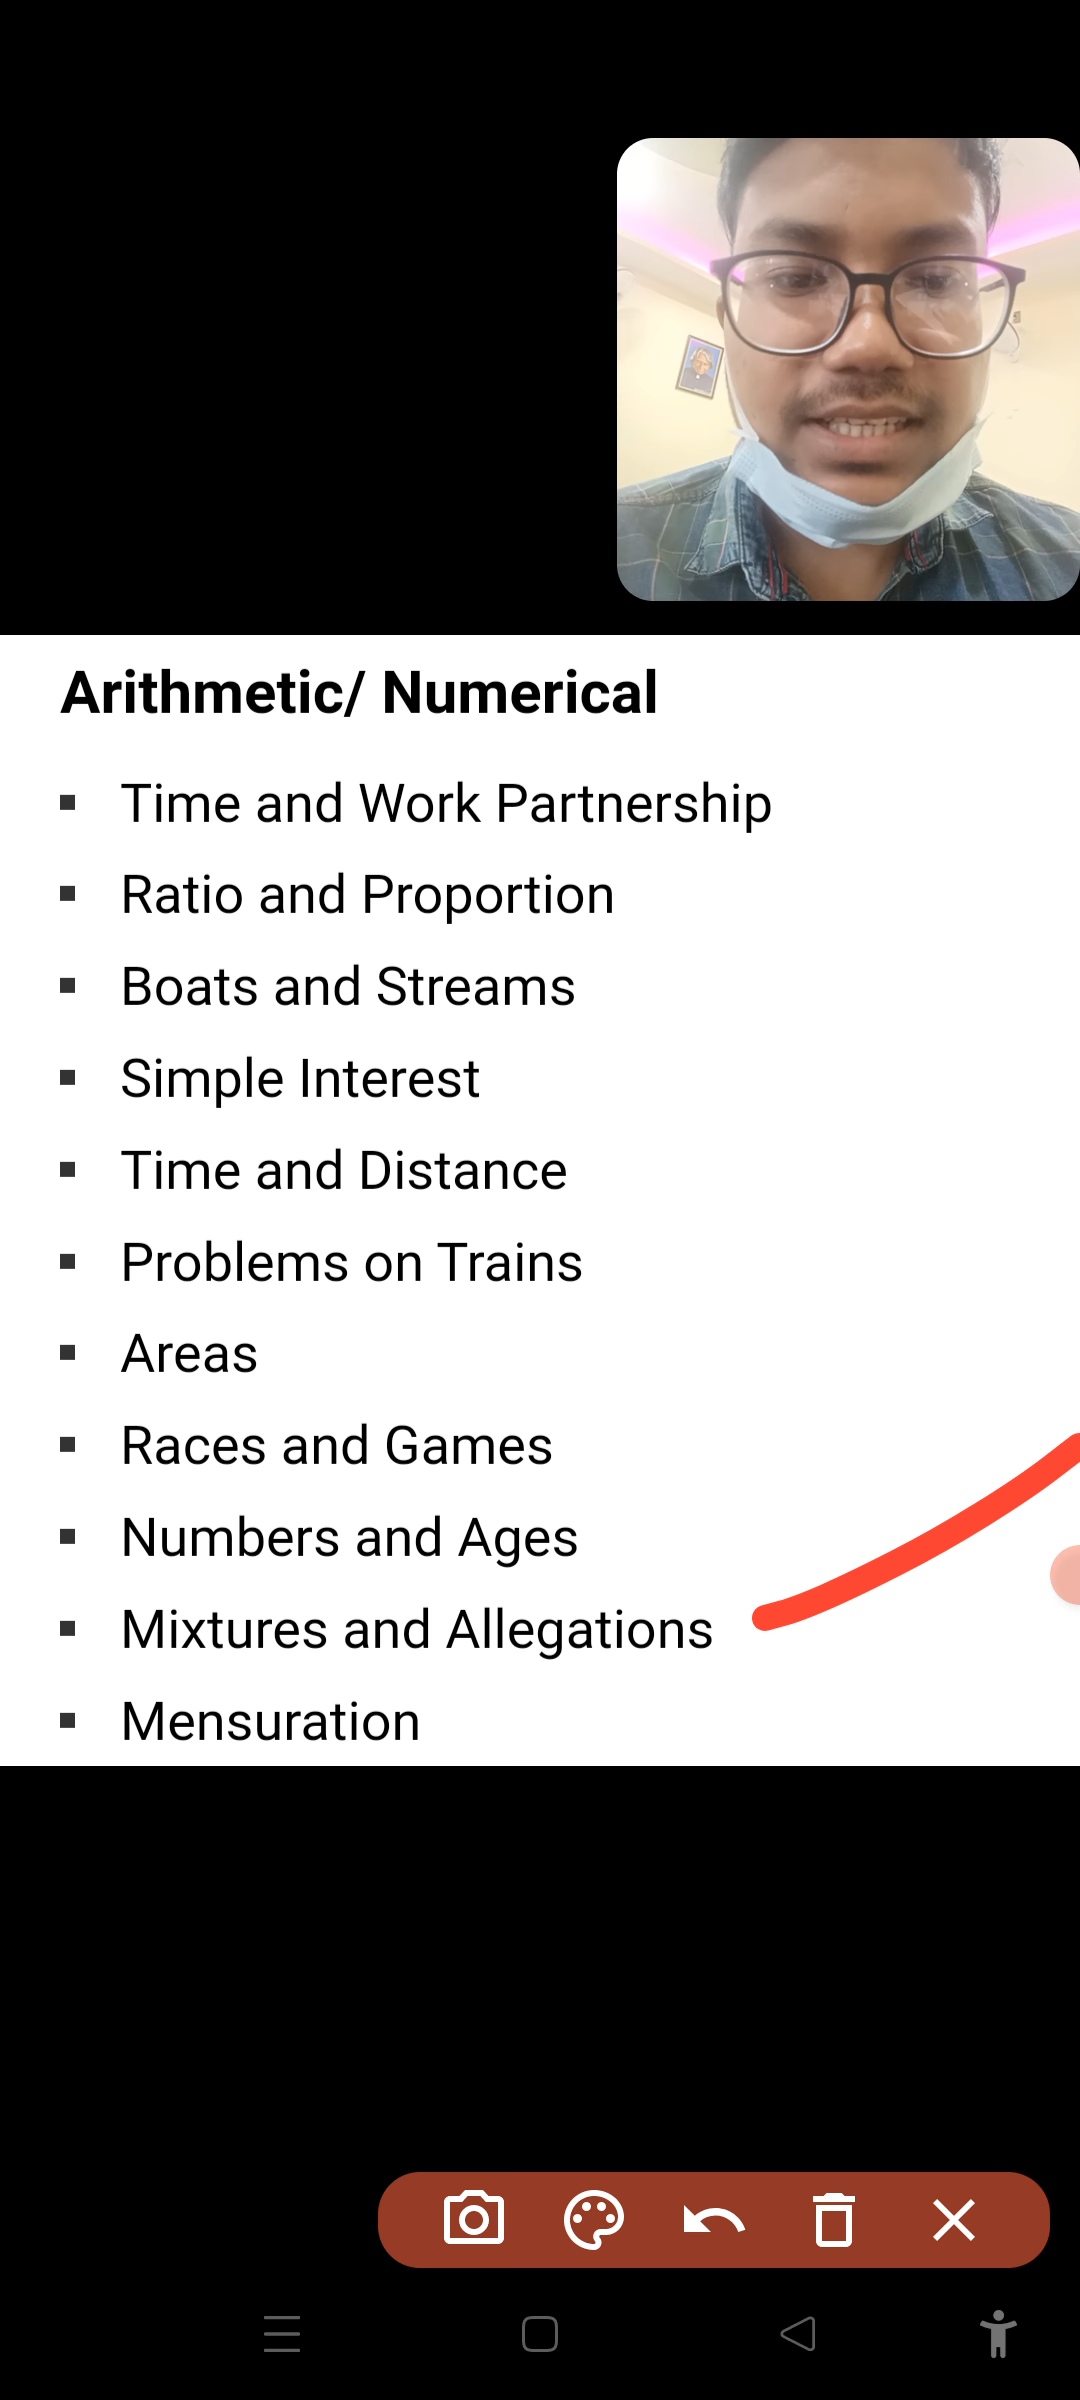 Arithmetic/ Numerical
▪ Time and Work Partnership
▪ Ratio and Proportion
▪ Boats and Streams
▪ Simple Interest
▪ Time and Distance
▪ Problems on Trains
▪ Areas
▪ Races and Games
▪ Numbers and Ages
▪ Mixtures and Allegations
▪ Mensuration